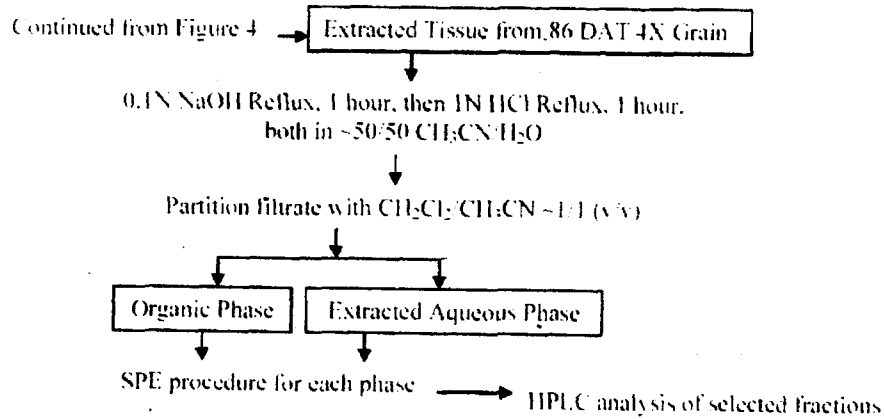 Continued from Figure 4
Extracted Tissue from 86 DAT 4X Grain
0.1N NaOH Reflux, 1 hour, then 1N HCl Reflux, 1 hour,
both in ~50/50 CH₃CN/H₂O
Partition filtrate with CH₂Cl₂/CH₃CN ~1/1 (v/v)
Organic Phase
Extracted Aqueous Phase
SPE procedure for each phase
HPLC analysis of selected fractions